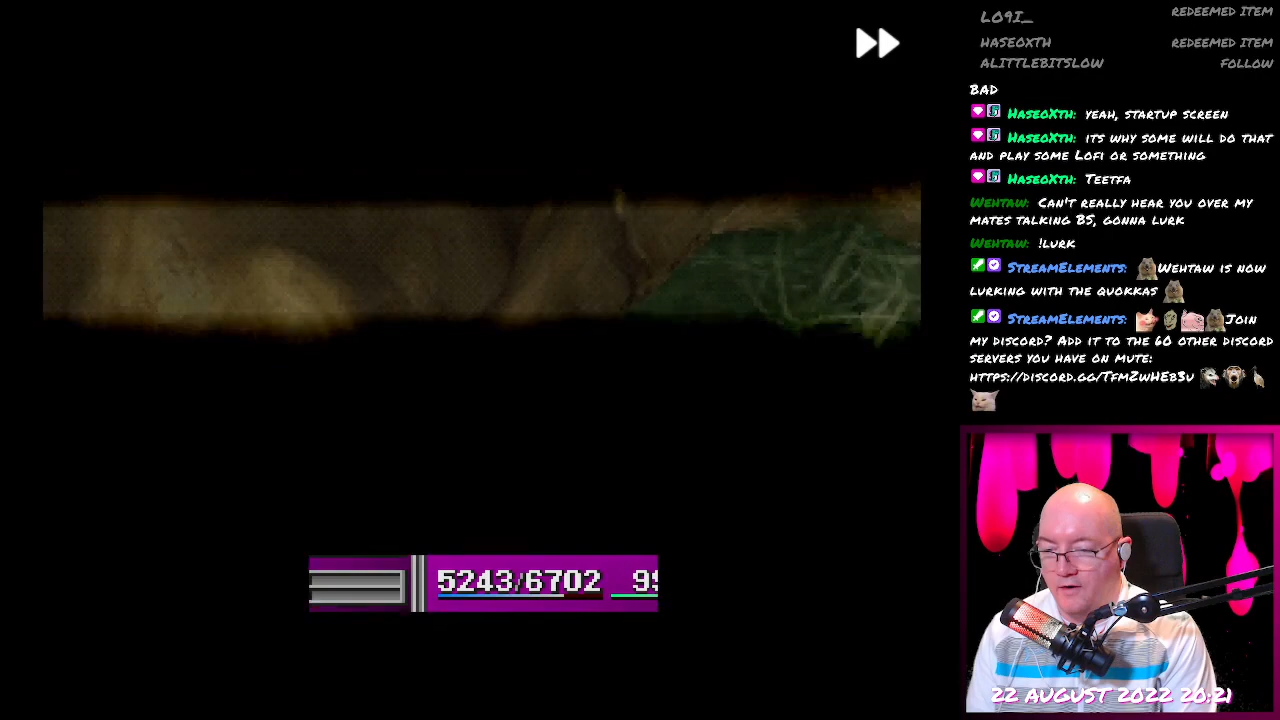 LO9I_ REDEEMED ITEM
HASEOXTH REDEEMED ITEM
ALITTLEBITSLOW FOLLOW
BAD
HASEOXTH: YEAH, STARTUP SCREEN
HASEOXTH: ITS WHY SOME WILL DO THAT
AND PLAY SOME LOFI OR SOMETHING
HASEOXTH: TEETFA
WEHTAW: CAN'T REALLY HEAR YOU OVER MY
MATES TALKING BS, GONNA LURK
WEHTAW: !LURK
STREAMELEMENTS: WEHTAW IS NOW
LURKING WITH THE QUOKKAS
STREAMELEMENTS: JOIN
MY DISCORD? ADD IT TO THE 60 OTHER DISCORD
SERVERS YOU HAVE ON MUTE:
HTTPS://DISCORD.GG/TFMZWHEB3U
5243/6702 99
22 AUGUST 2022 20:21